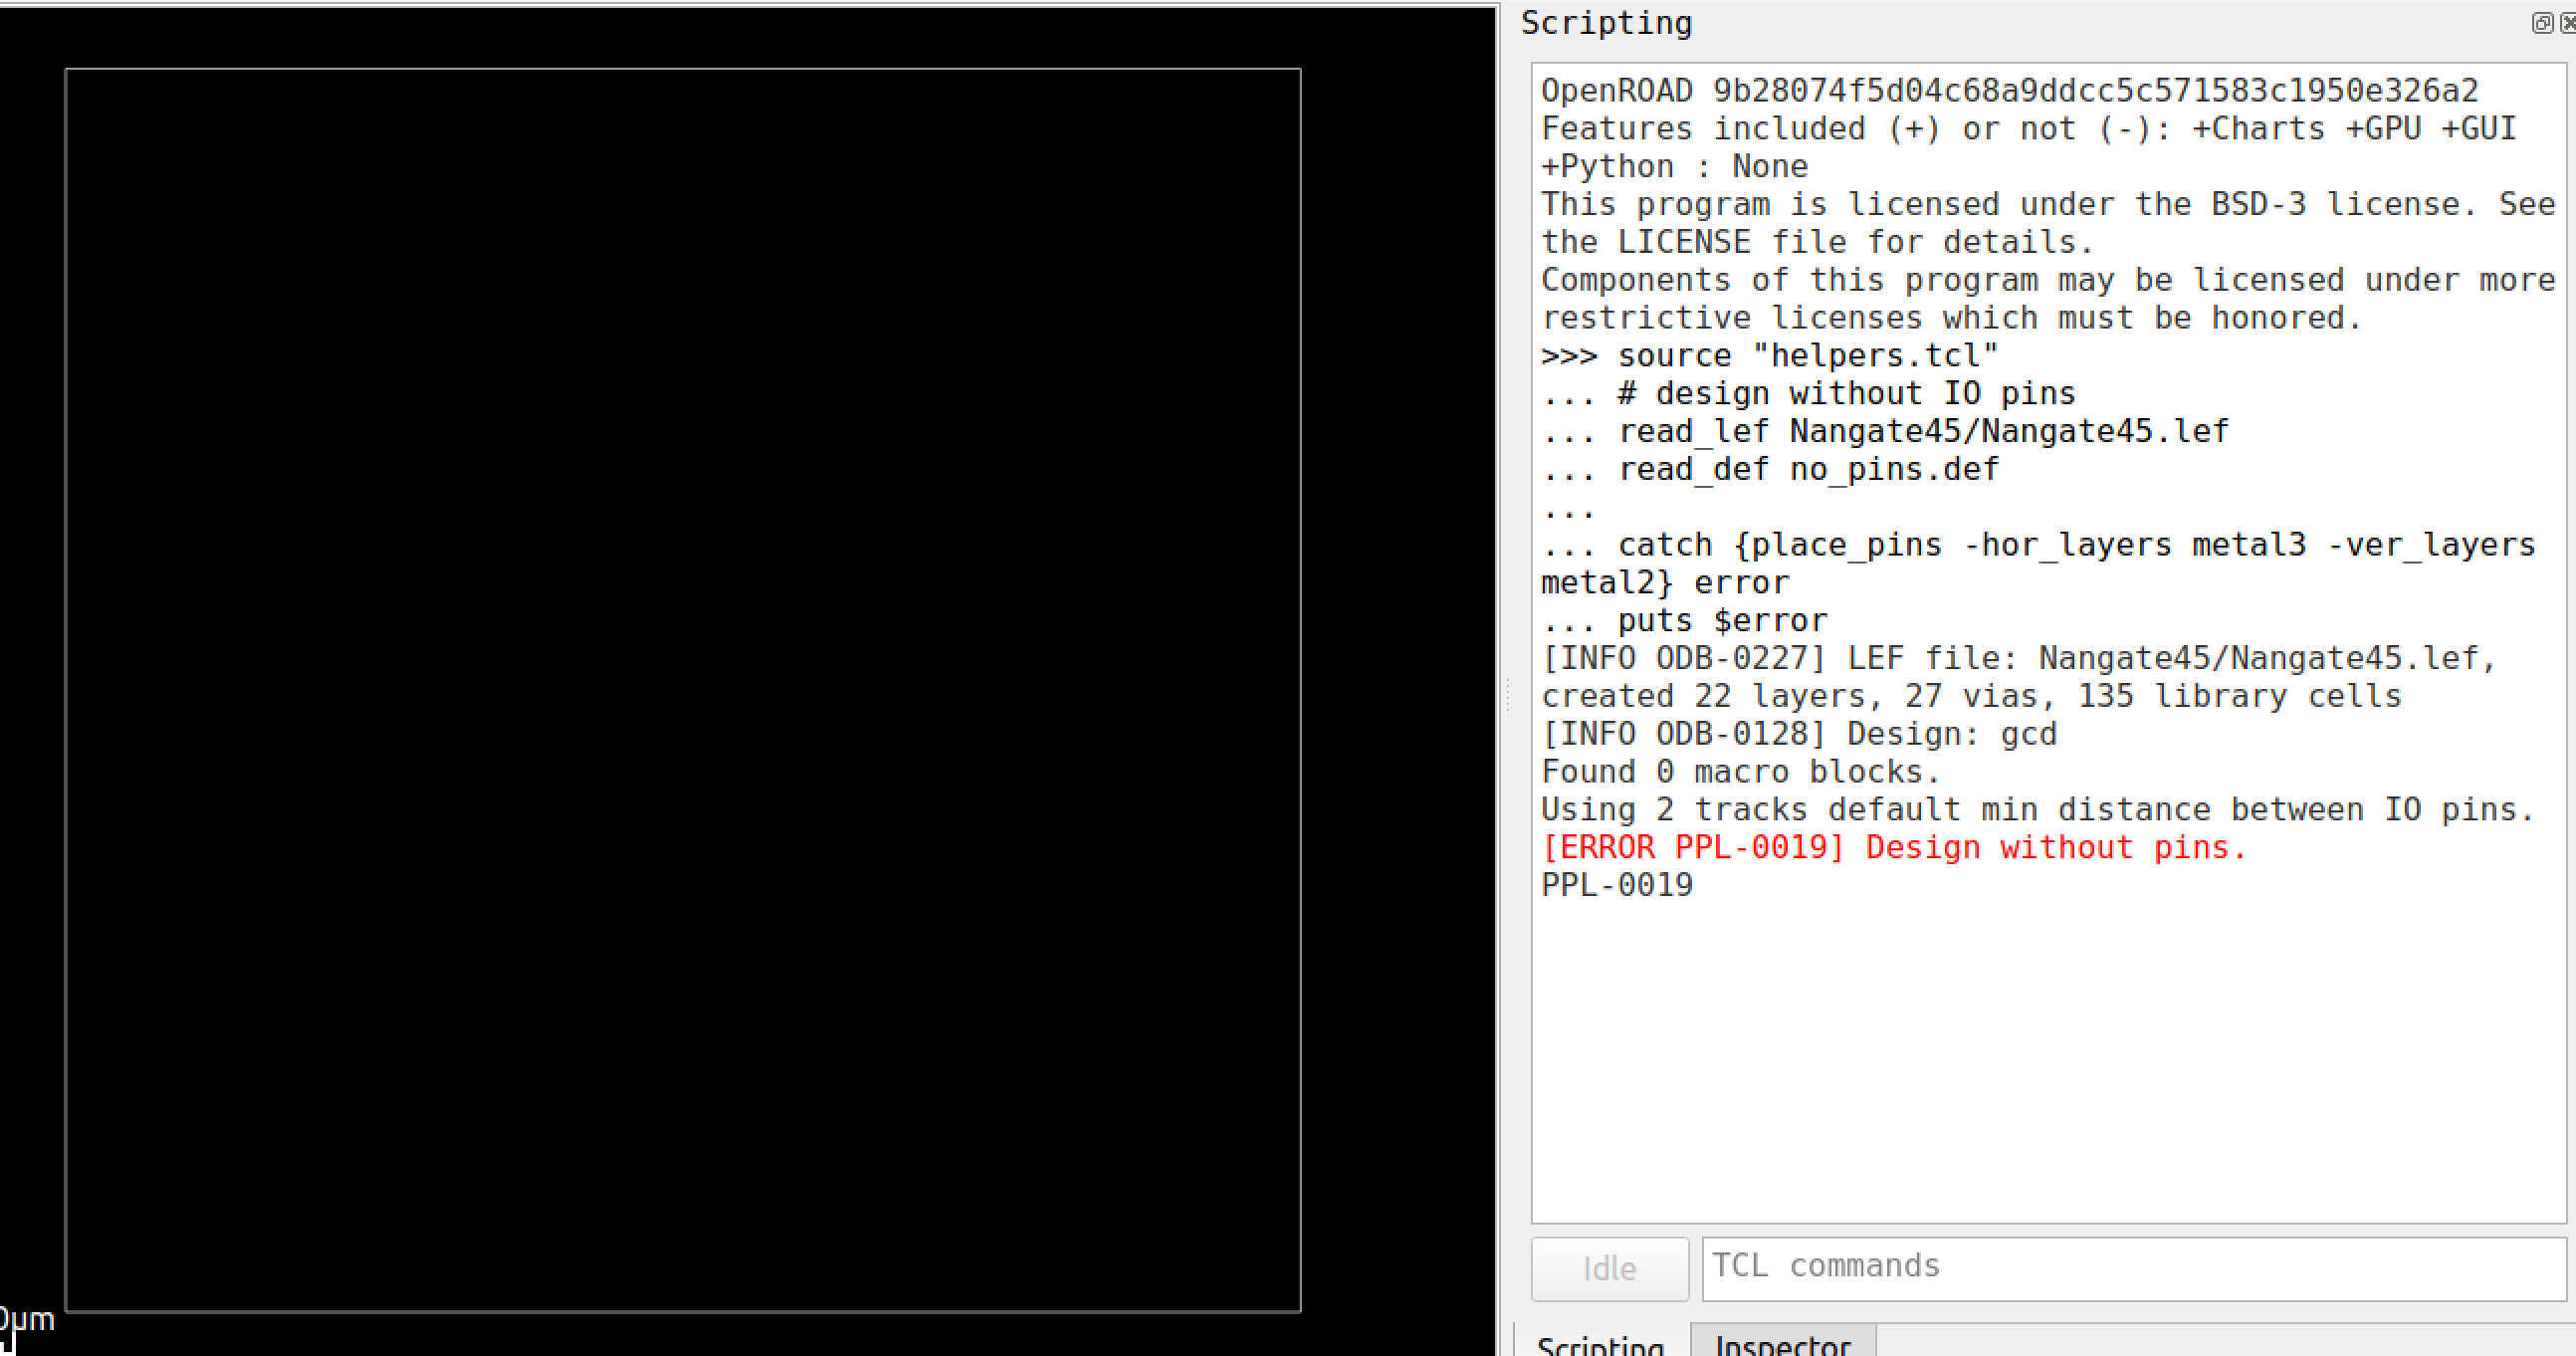 Scripting
OpenROAD 9b28074f5d04c68a9ddcc5c571583c1950e326a2
Features included (+) or not (-): +Charts +GPU +GUI
+Python : None
This program is licensed under the BSD-3 license. See
the LICENSE file for details.
Components of this program may be licensed under more
restrictive licenses which must be honored.
>>> source "helpers.tcl"
... # design without IO pins
... read_lef Nangate45/Nangate45.lef
... read_def no_pins.def
...
... catch {place_pins -hor_layers metal3 -ver_layers
metal2} error
... puts $error
[INFO ODB-0227] LEF file: Nangate45/Nangate45.lef,
created 22 layers, 27 vias, 135 library cells
[INFO ODB-0128] Design: gcd
Found 0 macro blocks.
Using 2 tracks default min distance between IO pins.
[ERROR PPL-0019] Design without pins.
PPL-0019
Idle
TCL commands
0µm
Scripting
Inspector